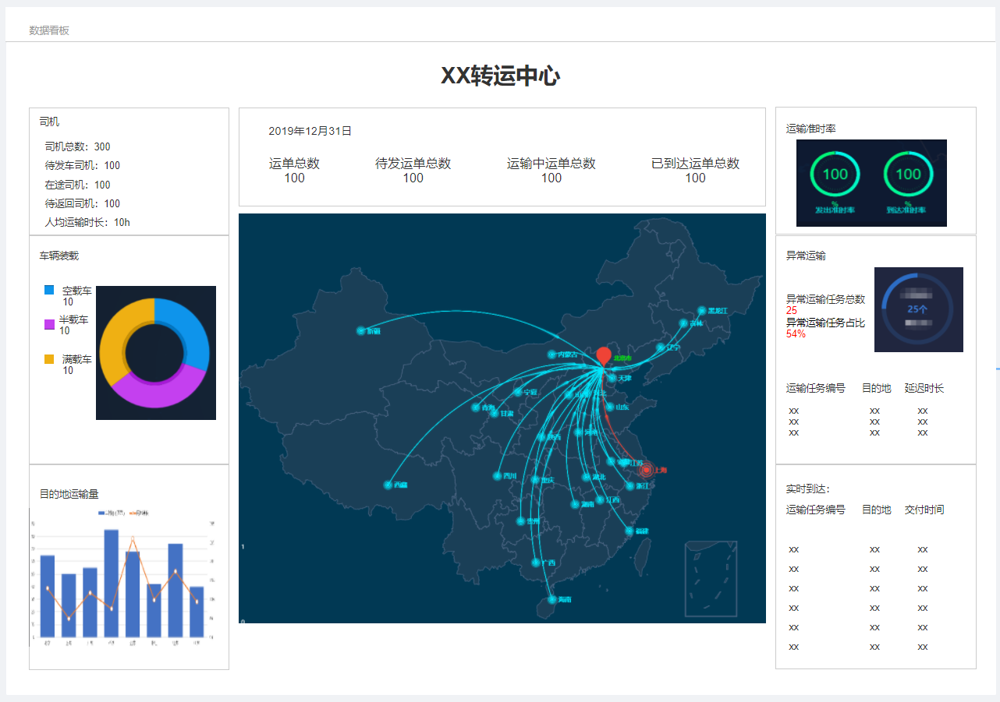 数据看板
XX转运中心
司机
司机总数：300
待发车司机：100
在途司机：100
待返回司机：100
人均运输时长：10h
车辆装载
空载车
10
半载车
10
满载车
10
目的地运输量
2019年12月31日
运单总数 待发运单总数 运输中运单总数 已到达运单总数
100 100 100 100
黑龙江
吉林
新疆
辽宁
内蒙古
北京市
天津
宁夏
青海
山东
甘肃
陕西
河南
江苏
上海
四川
重庆
湖北
西藏
浙江
湖南
江西
贵州
福建
广西
海南
1
0
运输准时率
100 100
% %
发出准时率 到达准时率
异常运输
异常运输任务总数
25
异常运输任务占比
54%
25个
运输任务编号 目的地 延迟时长
xx xx xx
xx xx xx
xx xx xx
实时到达：
运输任务编号 目的地 交付时间
xx xx xx
xx xx xx
xx xx xx
xx xx xx
xx xx xx
xx xx xx